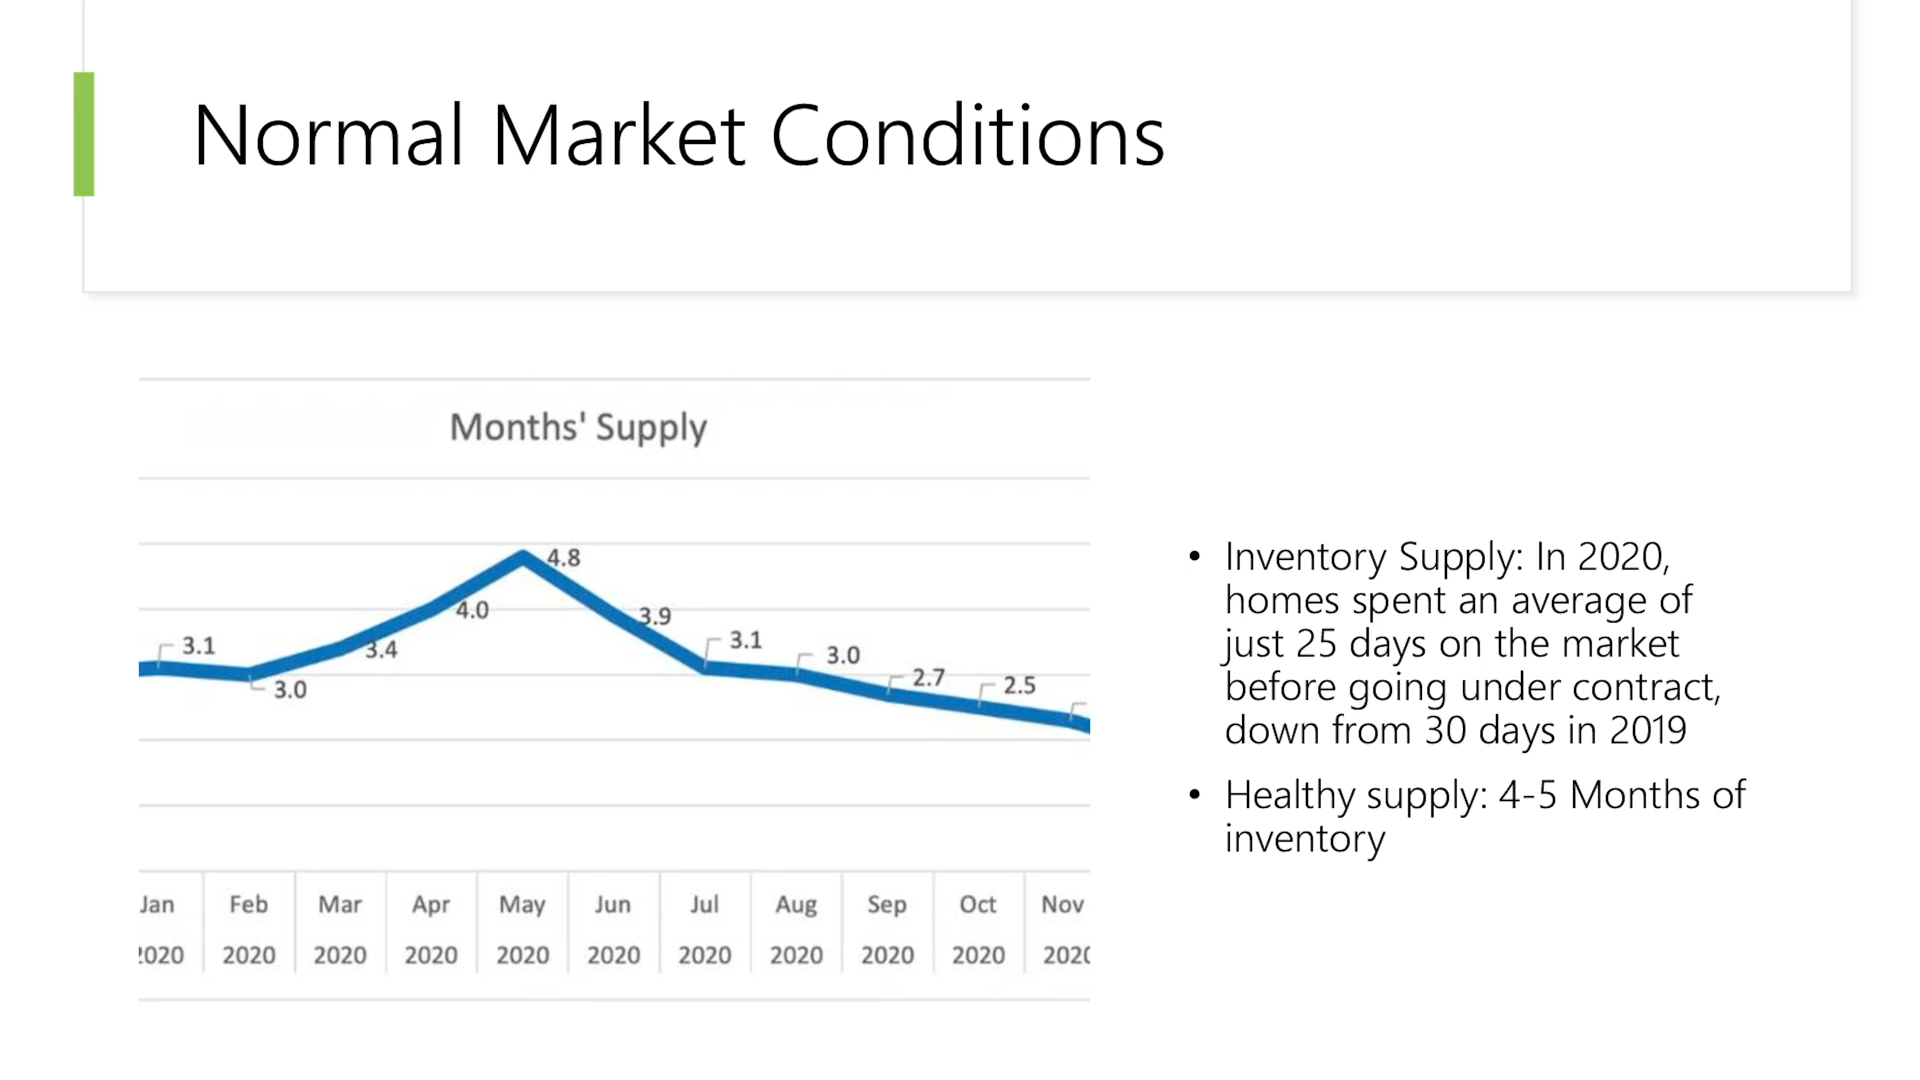 Normal Market Conditions
Months' Supply
4.8
4.0
3.9
3.1
3.4
3.1
3.0
3.0
2.7
2.5
Jan Feb Mar Apr May Jun Jul Aug Sep Oct Nov
2020 2020 2020 2020 2020 2020 2020 2020 2020 2020 2020
• Inventory Supply: In 2020,
homes spent an average of
just 25 days on the market
before going under contract,
down from 30 days in 2019
• Healthy supply: 4-5 Months of
inventory